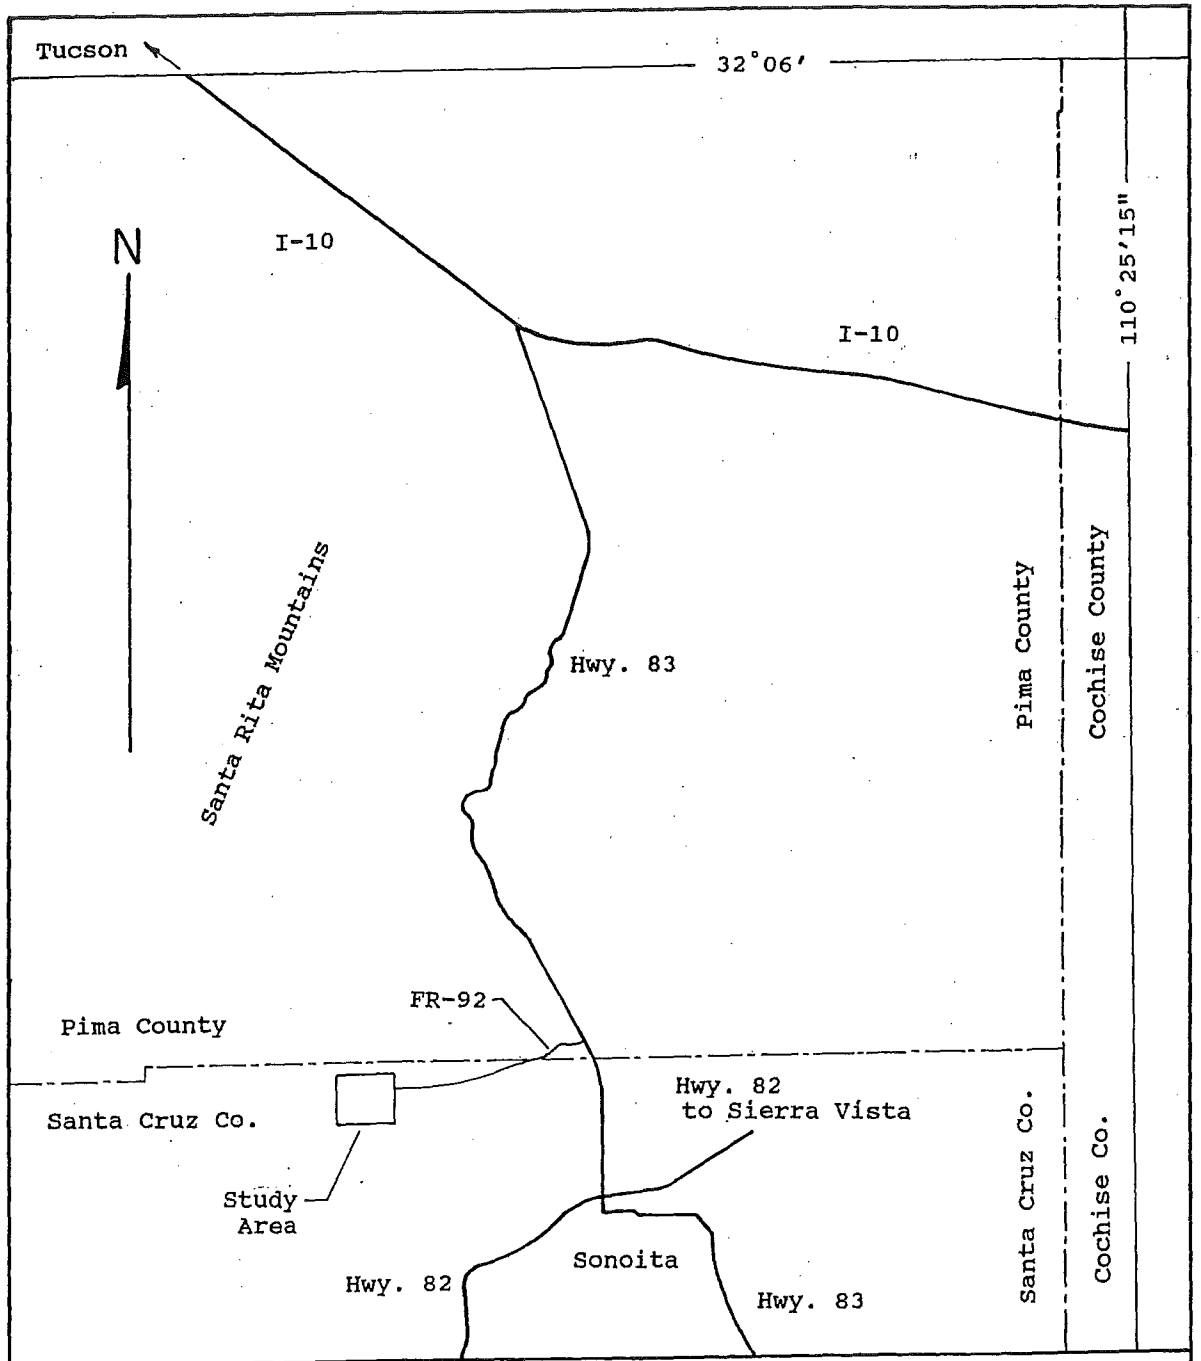 Tucson
32°06'
N
I-10
110°25'15"
I-10
Santa Rita Mountains
Hwy. 83
Pima County
Cochise County
FR-92
Pima County
Santa Cruz Co.
Hwy. 82
to Sierra Vista
Study
Area
Sonoita
Santa Cruz Co.
Cochise Co.
Hwy. 82
Hwy. 83